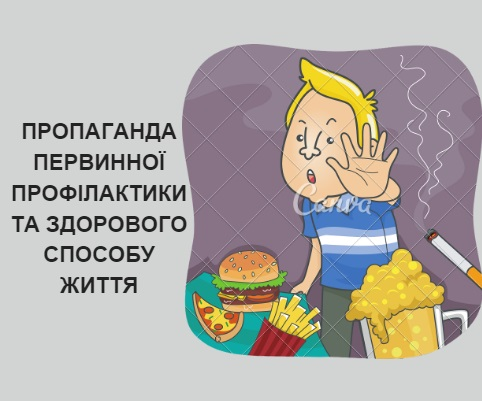 ПРОПАГАНДА
ПЕРВИННОЇ
ПРОФІЛАКТИКИ
ТА ЗДОРОВОГО
СПОСОБУ
ЖИТТЯ
Canva